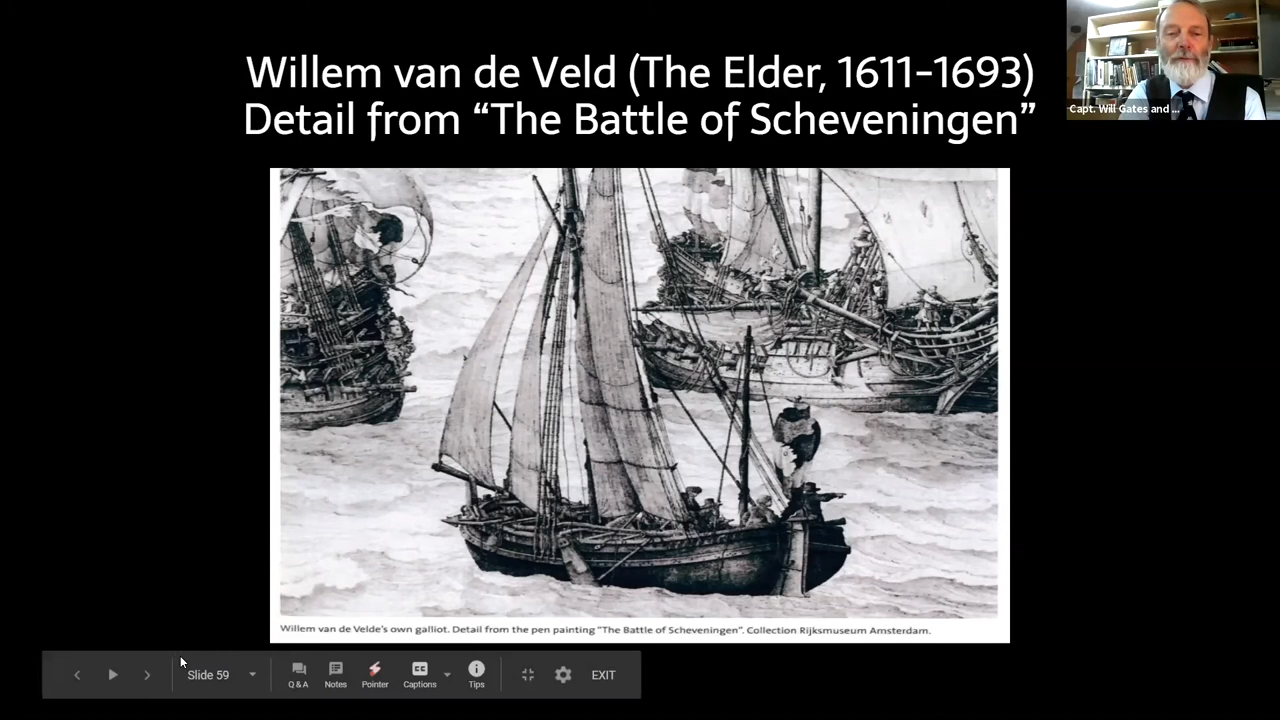 Willem van de Veld (The Elder, 1611-1693)
Detail from “The Battle of Scheveningen”
Capt. Will Gates and ...
Willem van de Velde's own galliot. Detail from the pen painting "The Battle of Scheveningen". Collection Rijksmuseum Amsterdam.
Slide 59
Q & A
Notes
Pointer
CC
Captions
Tips
EXIT